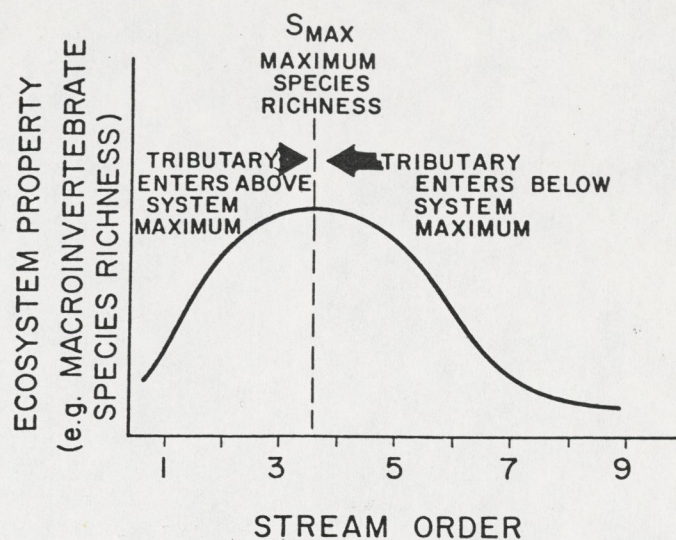 SMAX
MAXIMUM
SPECIES
RICHNESS
TRIBUTARY
ENTERS ABOVE
SYSTEM
MAXIMUM
TRIBUTARY
ENTERS BELOW
SYSTEM
MAXIMUM
ECOSYSTEM PROPERTY
(e.g. MACROINVERTEBRATE
SPECIES RICHNESS)
1 3 5 7 9
STREAM ORDER